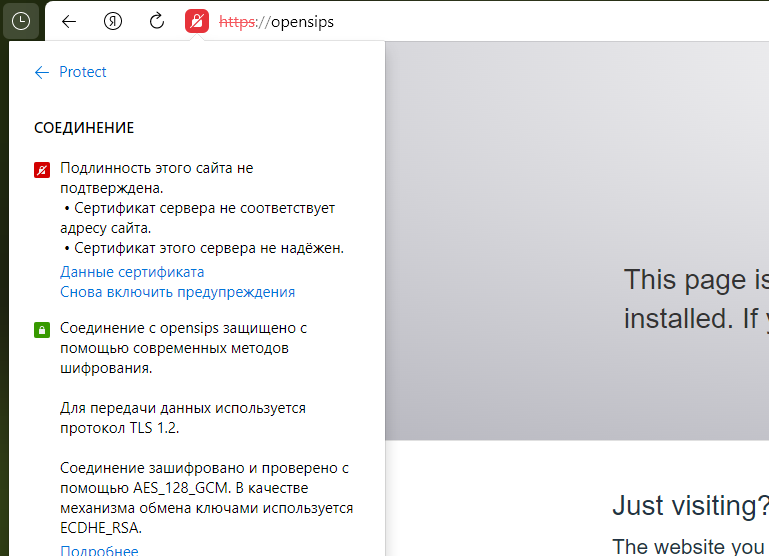 Я https://opensips
Protect
СОЕДИНЕНИЕ
Подлинность этого сайта не
подтверждена.
• Сертификат сервера не соответствует
адресу сайта.
• Сертификат этого сервера не надёжен.
Данные сертификата
Снова включить предупреждения
Соединение с opensips защищено с
помощью современных методов
шифрования.
Для передачи данных используется
протокол TLS 1.2.
Соединение зашифровано и проверено с
помощью AES_128_GCM. В качестве
механизма обмена ключами используется
ECDHE_RSA.
Подробнее
This page is
installed. If
Just visiting?
The website you